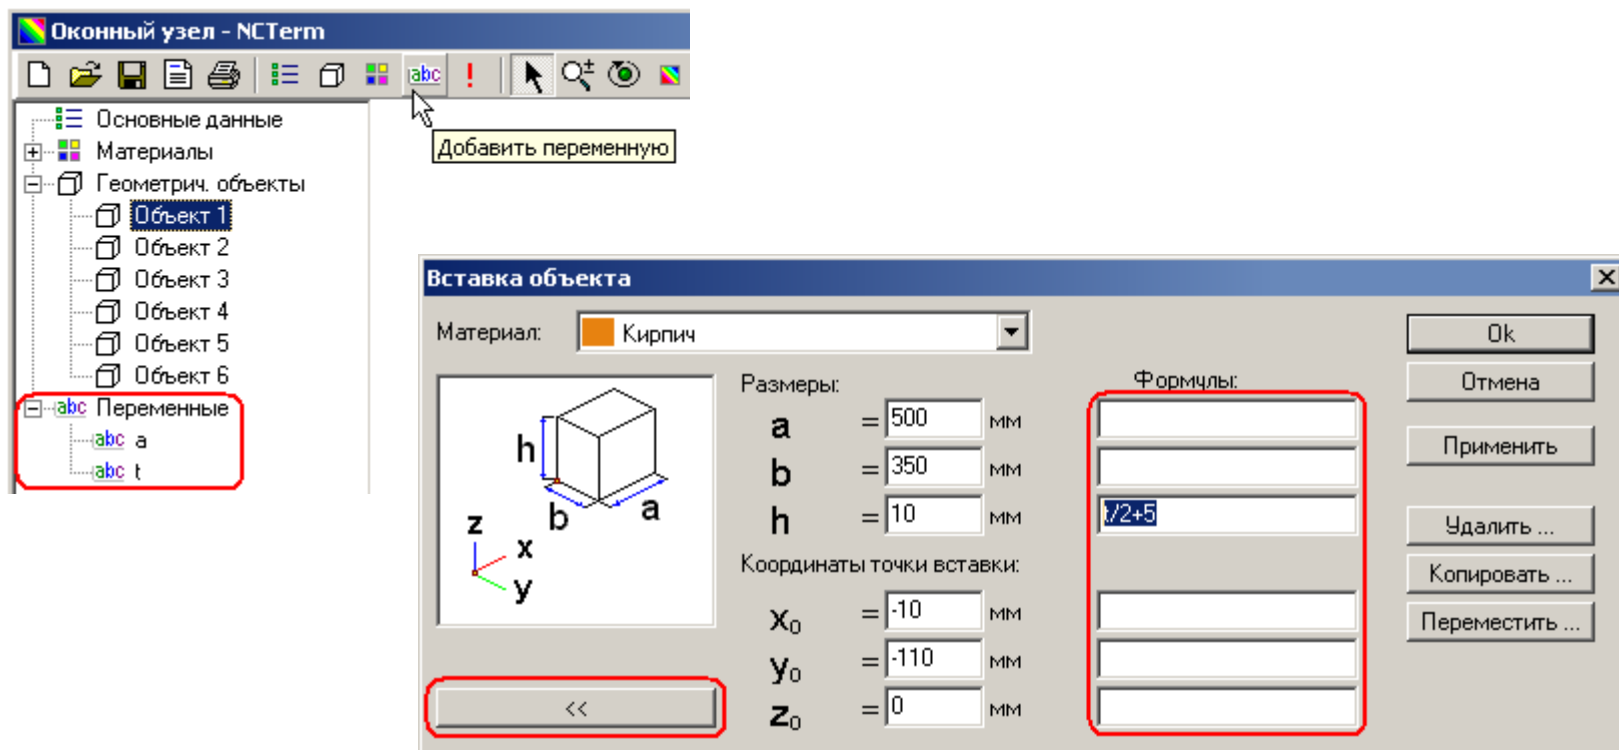 Оконный узел - NCTerm
abc !
Добавить переменную
Основные данные
Материалы
Геометрич. объекты
Объект 1
Объект 2
Объект 3
Объект 4
Объект 5
Объект 6
abc Переменные
abc a
abc t
Вставка объекта
Материал: Кирпич
Ok
Отмена
Применить
Удалить ...
Копировать ...
Переместить ...
h
b a
z
x
y
<<
Размеры: Формулы:
a = 500 мм
b = 350 мм
h = 10 мм t/2+5
Координаты точки вставки:
x0 = -10 мм
y0 = -110 мм
z0 = 0 мм